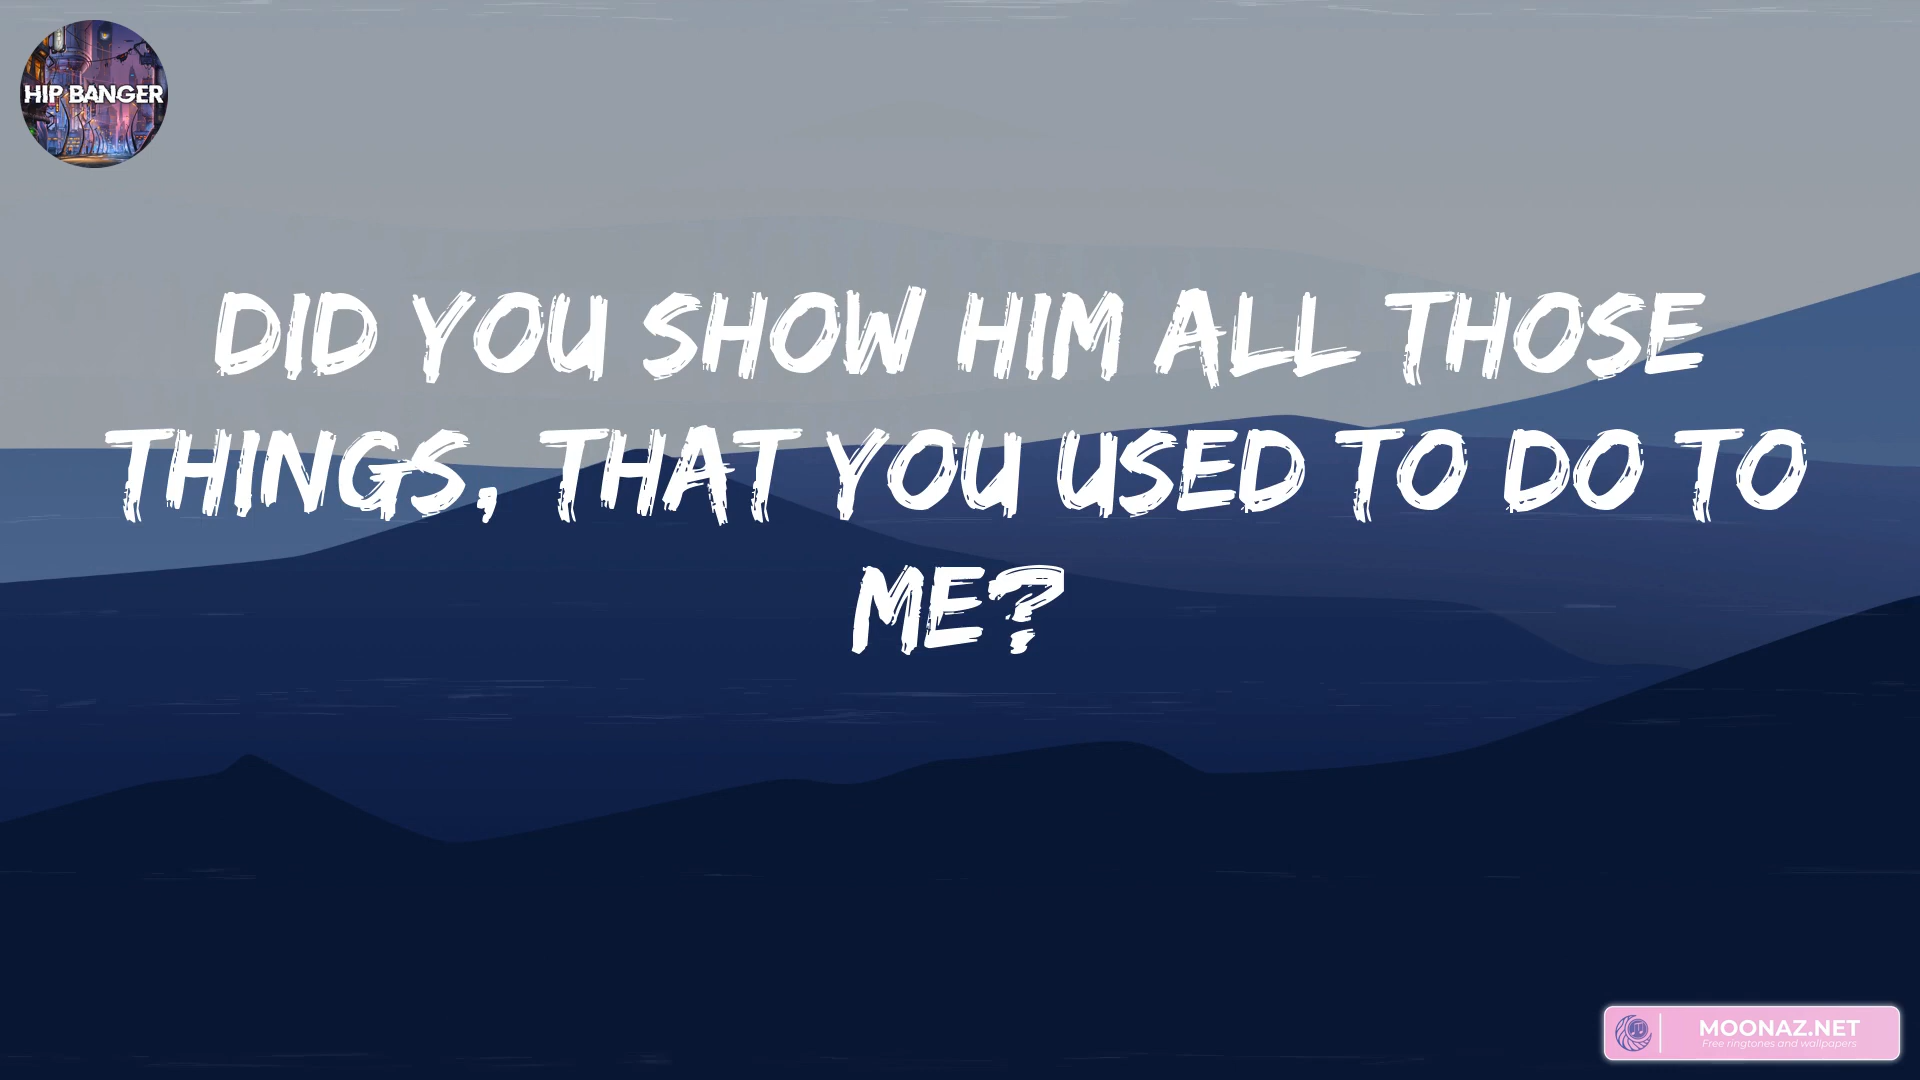 HIP BANGER
DID YOU SHOW HIM ALL THOSE
THINGS, THAT YOU USED TO DO TO
ME?
MOONAZ.NET
Free ringtones and wallpapers